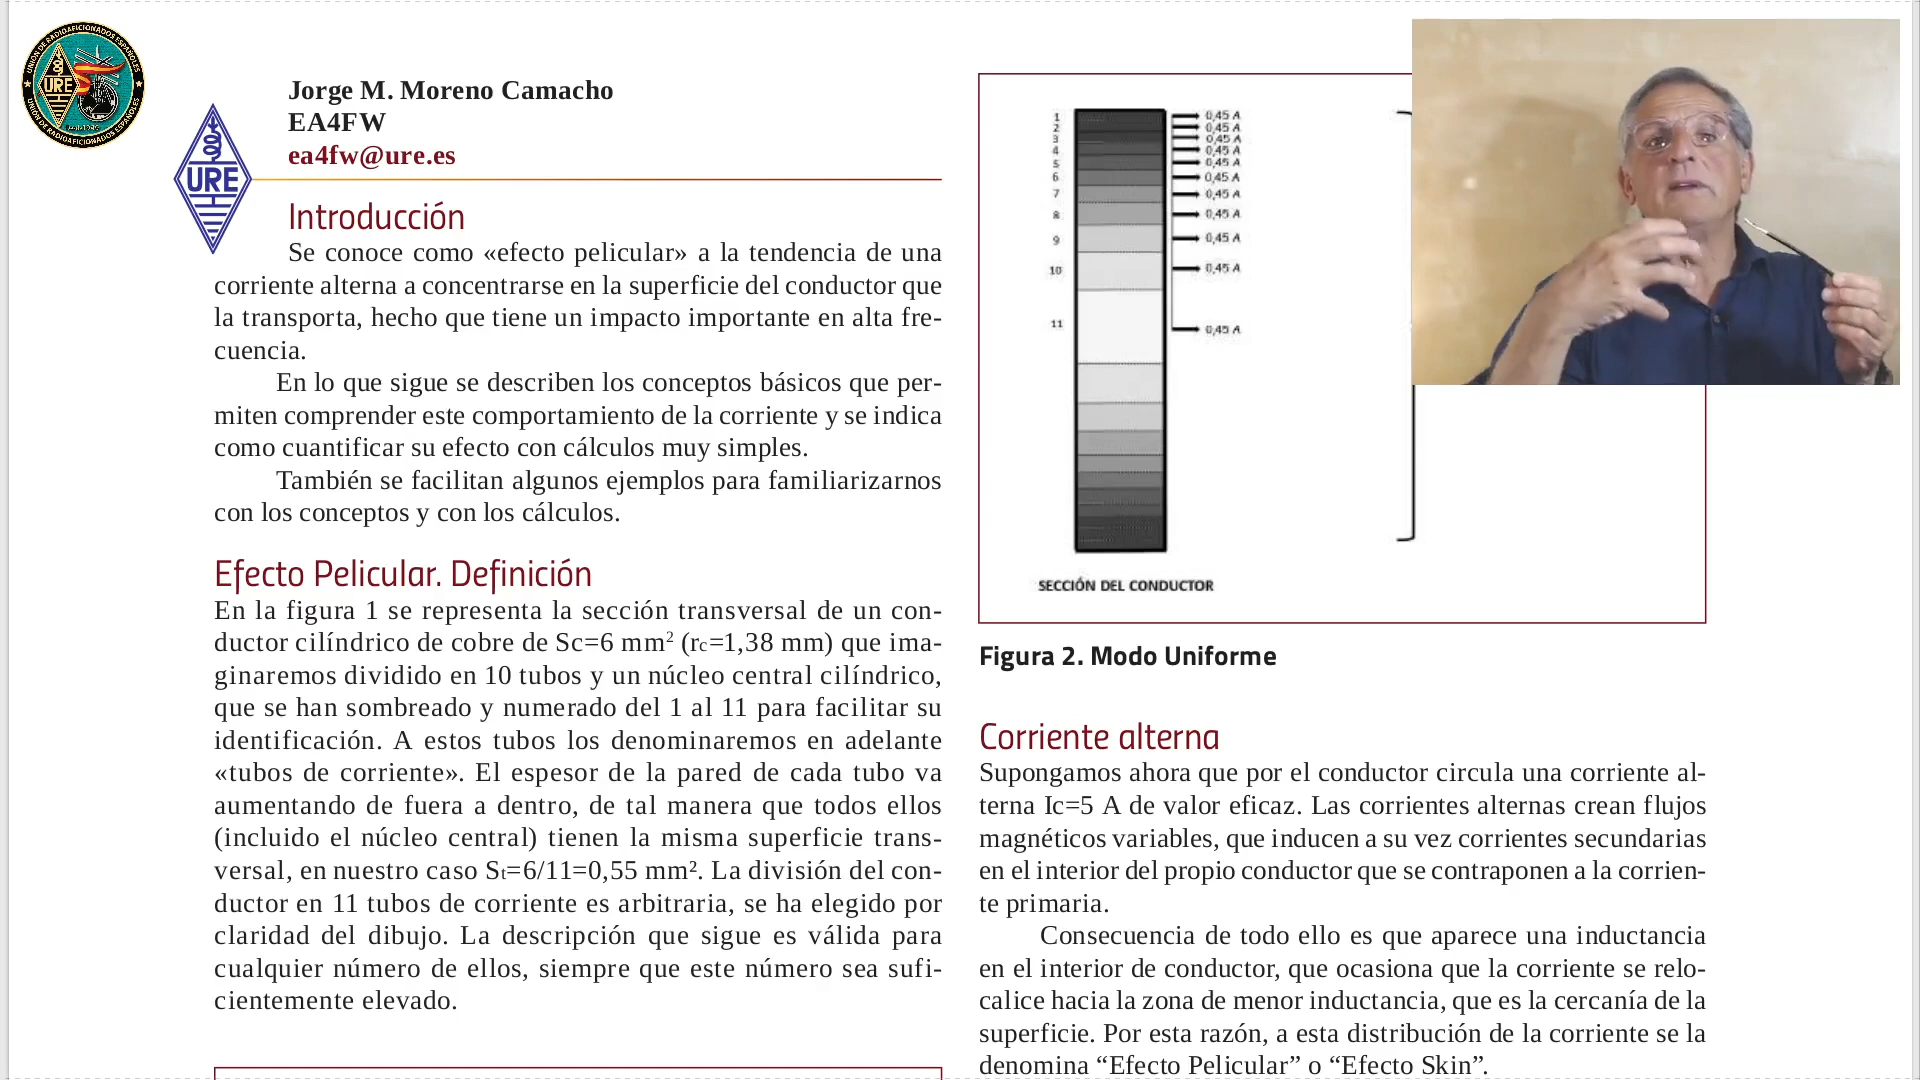 UNIÓN DE RADIOAFICIONADOS ESPAÑOLES
URE
URE
Jorge M. Moreno Camacho
EA4FW
ea4fw@ure.es
Introducción
Se conoce como «efecto pelicular» a la tendencia de una
corriente alterna a concentrarse en la superficie del conductor que
la transporta, hecho que tiene un impacto importante en alta fre-
cuencia.
En lo que sigue se describen los conceptos básicos que per-
miten comprender este comportamiento de la corriente y se indica
como cuantificar su efecto con cálculos muy simples.
También se facilitan algunos ejemplos para familiarizarnos
con los conceptos y con los cálculos.
Efecto Pelicular. Definición
En la figura 1 se representa la sección transversal de un con-
ductor cilíndrico de cobre de Sc=6 mm² (rc=1,38 mm) que ima-
ginaremos dividido en 10 tubos y un núcleo central cilíndrico,
que se han sombreado y numerado del 1 al 11 para facilitar su
identificación. A estos tubos los denominaremos en adelante
«tubos de corriente». El espesor de la pared de cada tubo va
aumentando de fuera a dentro, de tal manera que todos ellos
(incluido el núcleo central) tienen la misma superficie trans-
versal, en nuestro caso St=6/11=0,55 mm². La división del con-
ductor en 11 tubos de corriente es arbitraria, se ha elegido por
claridad del dibujo. La descripción que sigue es válida para
cualquier número de ellos, siempre que este número sea sufi-
cientemente elevado.
1 0,45 A
2 0,45 A
3 0,45 A
4 0,45 A
5 0,45 A
6 0,45 A
7 0,45 A
8 0,45 A
9 0,45 A
10 0,45 A
11 0,45 A
SECCIÓN DEL CONDUCTOR
Figura 2. Modo Uniforme
Corriente alterna
Supongamos ahora que por el conductor circula una corriente al-
terna Ic=5 A de valor eficaz. Las corrientes alternas crean flujos
magnéticos variables, que inducen a su vez corrientes secundarias
en el interior del propio conductor que se contraponen a la corrien-
te primaria.
Consecuencia de todo ello es que aparece una inductancia
en el interior de conductor, que ocasiona que la corriente se relo-
calice hacia la zona de menor inductancia, que es la cercanía de la
superficie. Por esta razón, a esta distribución de la corriente se la
denomina “Efecto Pelicular” o “Efecto Skin”.